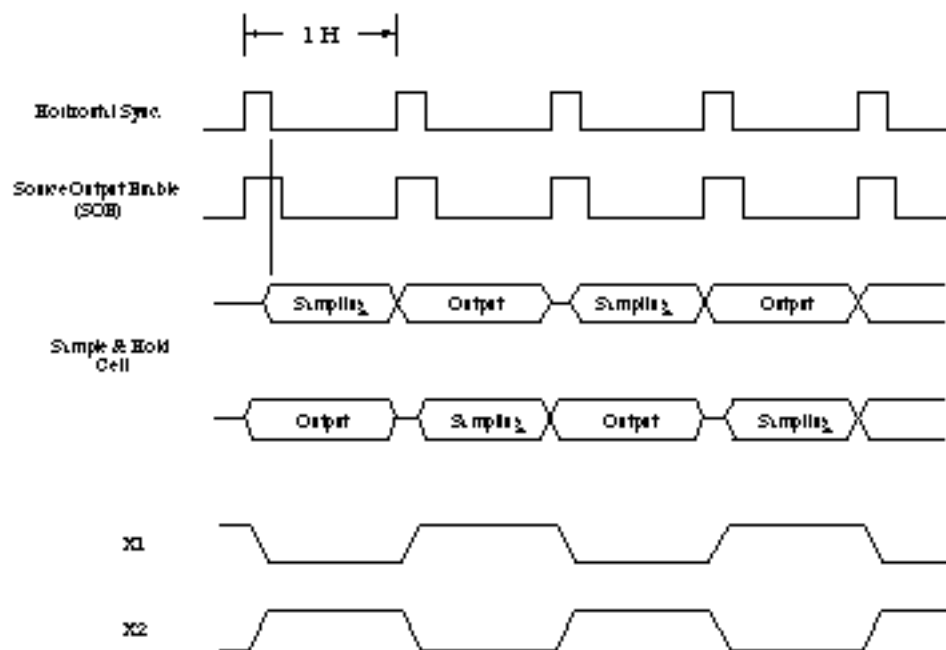 1 H
Horizontal Sync.
Source Output Enable
(SOE)
Sampling
Output
Sampling
Output
Sample & Hold
Cell
Output
Sampling
Output
Sampling
X1
X2